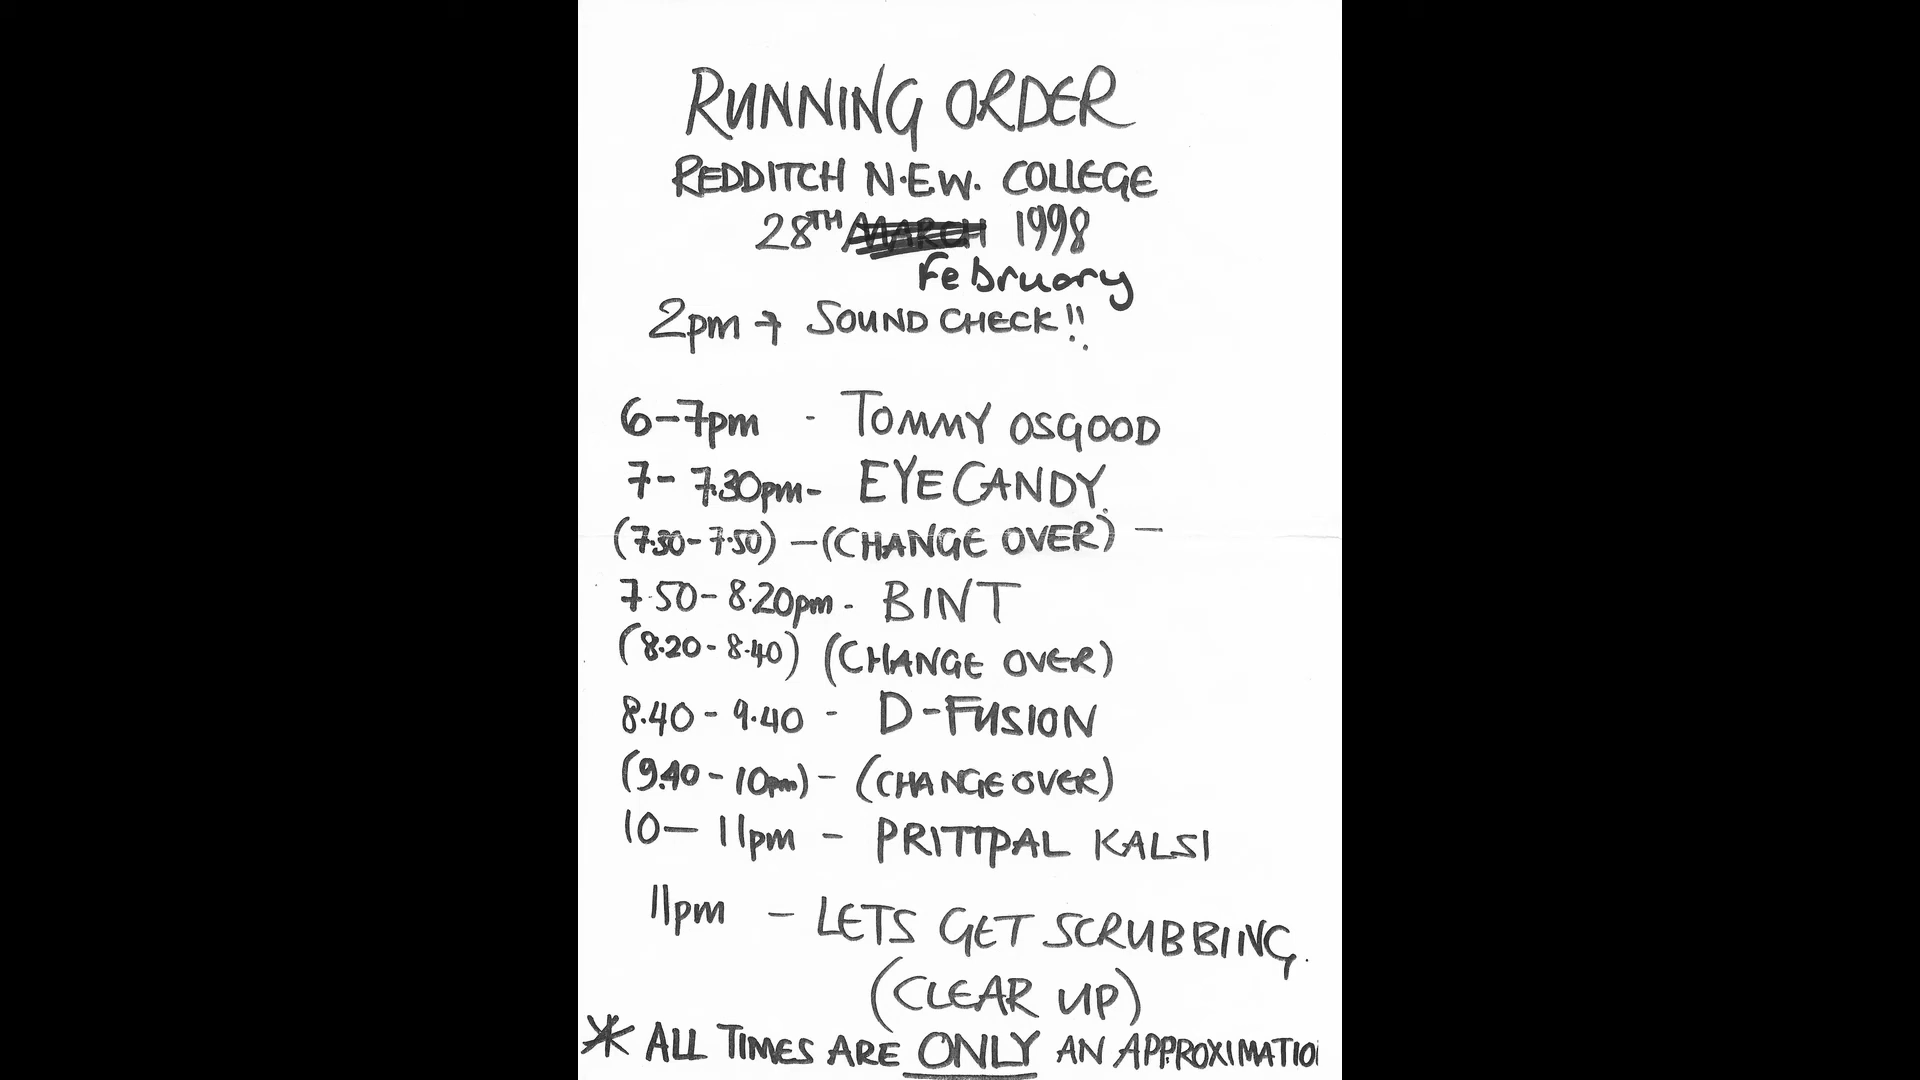 RUNNING ORDER
REDDITCH N.E.W. COLLEGE
28TH MARCH 1998
February
2pm → SOUND CHECK!!
6-7pm - TOMMY OSGOOD
7- 7.30pm- EYE CANDY.
(7.30-7.50) -(CHANGE OVER) -
7.50-8.20pm- BINT
(8.20-8.40) (CHANGE OVER)
8.40-9.40 - D-FUSION
(9.40-10pm)- (CHANGE OVER)
10-11pm - PRITTPAL KALSI
11pm - LETS GET SCRUBBING.
(CLEAR UP)
* ALL TIMES ARE ONLY AN APPROXIMATIO